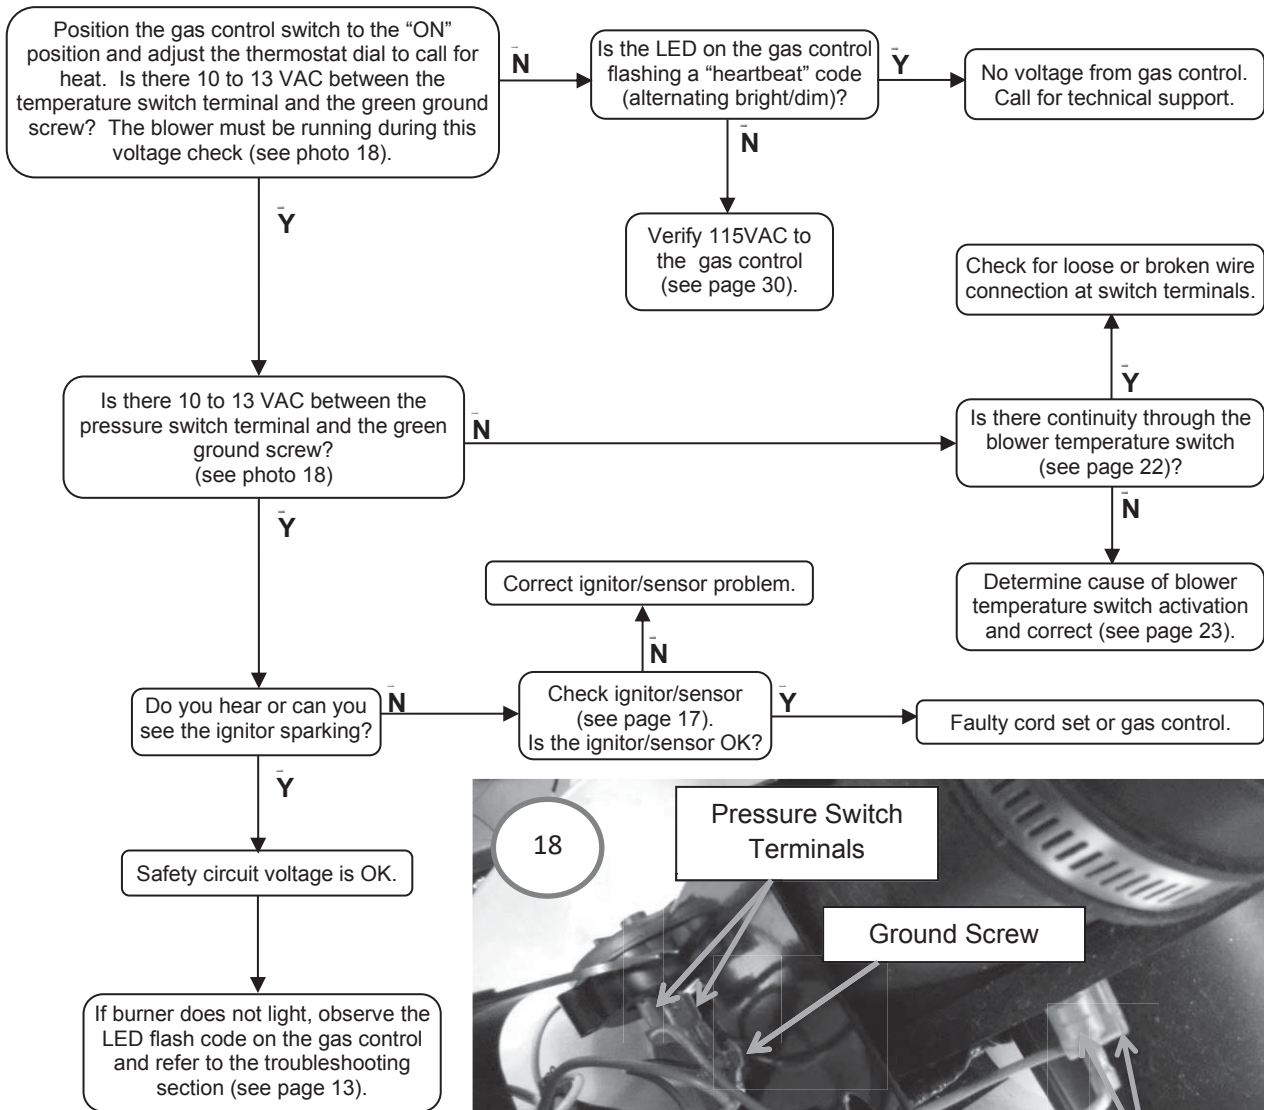 Position the gas control switch to the “ON”
position and adjust the thermostat dial to call for
heat. Is there 10 to 13 VAC between the
temperature switch terminal and the green ground
screw? The blower must be running during this
voltage check (see photo 18).
N
Is the LED on the gas control
flashing a “heartbeat” code
(alternating bright/dim)?
Y
No voltage from gas control.
Call for technical support.
N
Y
Verify 115VAC to
the gas control
(see page 30).
Check for loose or broken wire
connection at switch terminals.
Y
Is there 10 to 13 VAC between the
pressure switch terminal and the green
ground screw?
(see photo 18)
N
Is there continuity through the
blower temperature switch
(see page 22)?
N
Y
Determine cause of blower
temperature switch activation
and correct (see page 23).
Correct ignitor/sensor problem.
N
Do you hear or can you
see the ignitor sparking?
N
Check ignitor/sensor
(see page 17).
Is the ignitor/sensor OK?
Y
Faulty cord set or gas control.
Y
Safety circuit voltage is OK.
If burner does not light, observe the
LED flash code on the gas control
and refer to the troubleshooting
section (see page 13).
18
Pressure Switch
Terminals
Ground Screw